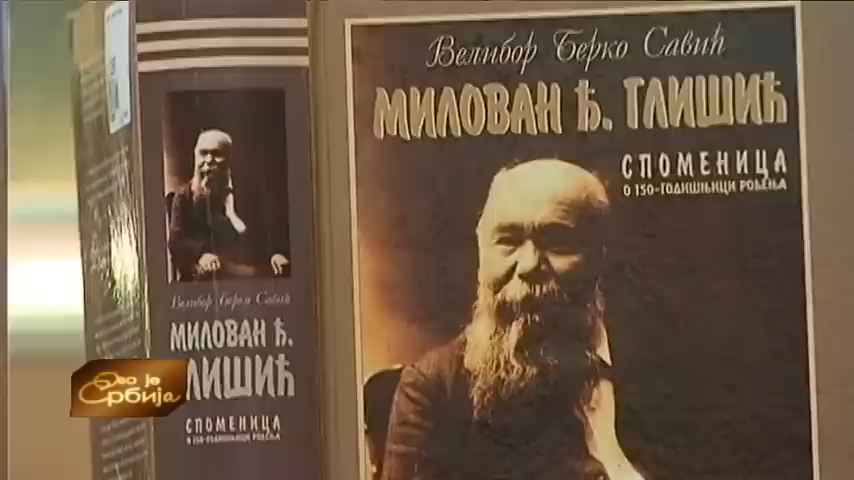 Велибор Берко Савић
МИЛОВАН Ђ. ГЛИШИЋ
СПОМЕНИЦА
О 150-ГОДИШЊИЦИ РОЂЕЊА
Велибор Берко Савић
МИЛОВАН Ђ.
ГЛИШИЋ
СПОМЕНИЦА
О 150-ГОДИШЊИЦИ РОЂЕЊА
Ово је
Србија